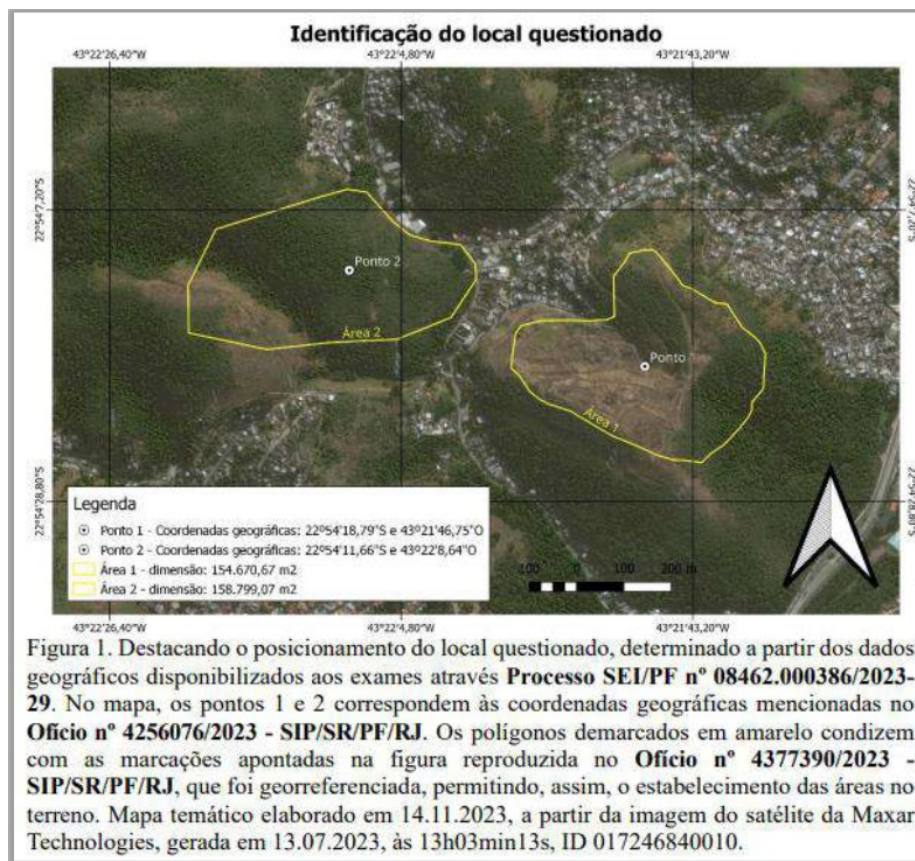 Identificação do local questionado
43°22'26,40"W 43°22'4,80"W 43°21'43,20"W
22°54'7,20"S 22°54'7,20"S
Ponto 2
Área 2
Ponto
Área 1
22°54'28,80"S 22°54'28,80"S
Legenda
Ponto 1 - Coordenadas geográficas: 22º54'18,79"S e 43º21'46,75"O
Ponto 2 - Coordenadas geográficas: 22º54'11,66"S e 43º22'8,64"O
Área 1 - dimensão: 154.670,67 m2
Área 2 - dimensão: 158.799,07 m2
100 0 100 200 m
43°22'26,40"W 43°22'4,80"W 43°21'43,20"W
Figura 1. Destacando o posicionamento do local questionado, determinado a partir dos dados
geográficos disponibilizados aos exames através Processo SEI/PF nº 08462.000386/2023-
29. No mapa, os pontos 1 e 2 correspondem às coordenadas geográficas mencionadas no
Ofício nº 4256076/2023 - SIP/SR/PF/RJ. Os polígonos demarcados em amarelo condizem
com as marcações apontadas na figura reproduzida no Ofício nº 4377390/2023 -
SIP/SR/PF/RJ, que foi georreferenciada, permitindo, assim, o estabelecimento das áreas no
terreno. Mapa temático elaborado em 14.11.2023, a partir da imagem do satélite da Maxar
Technologies, gerada em 13.07.2023, às 13h03min13s, ID 017246840010.